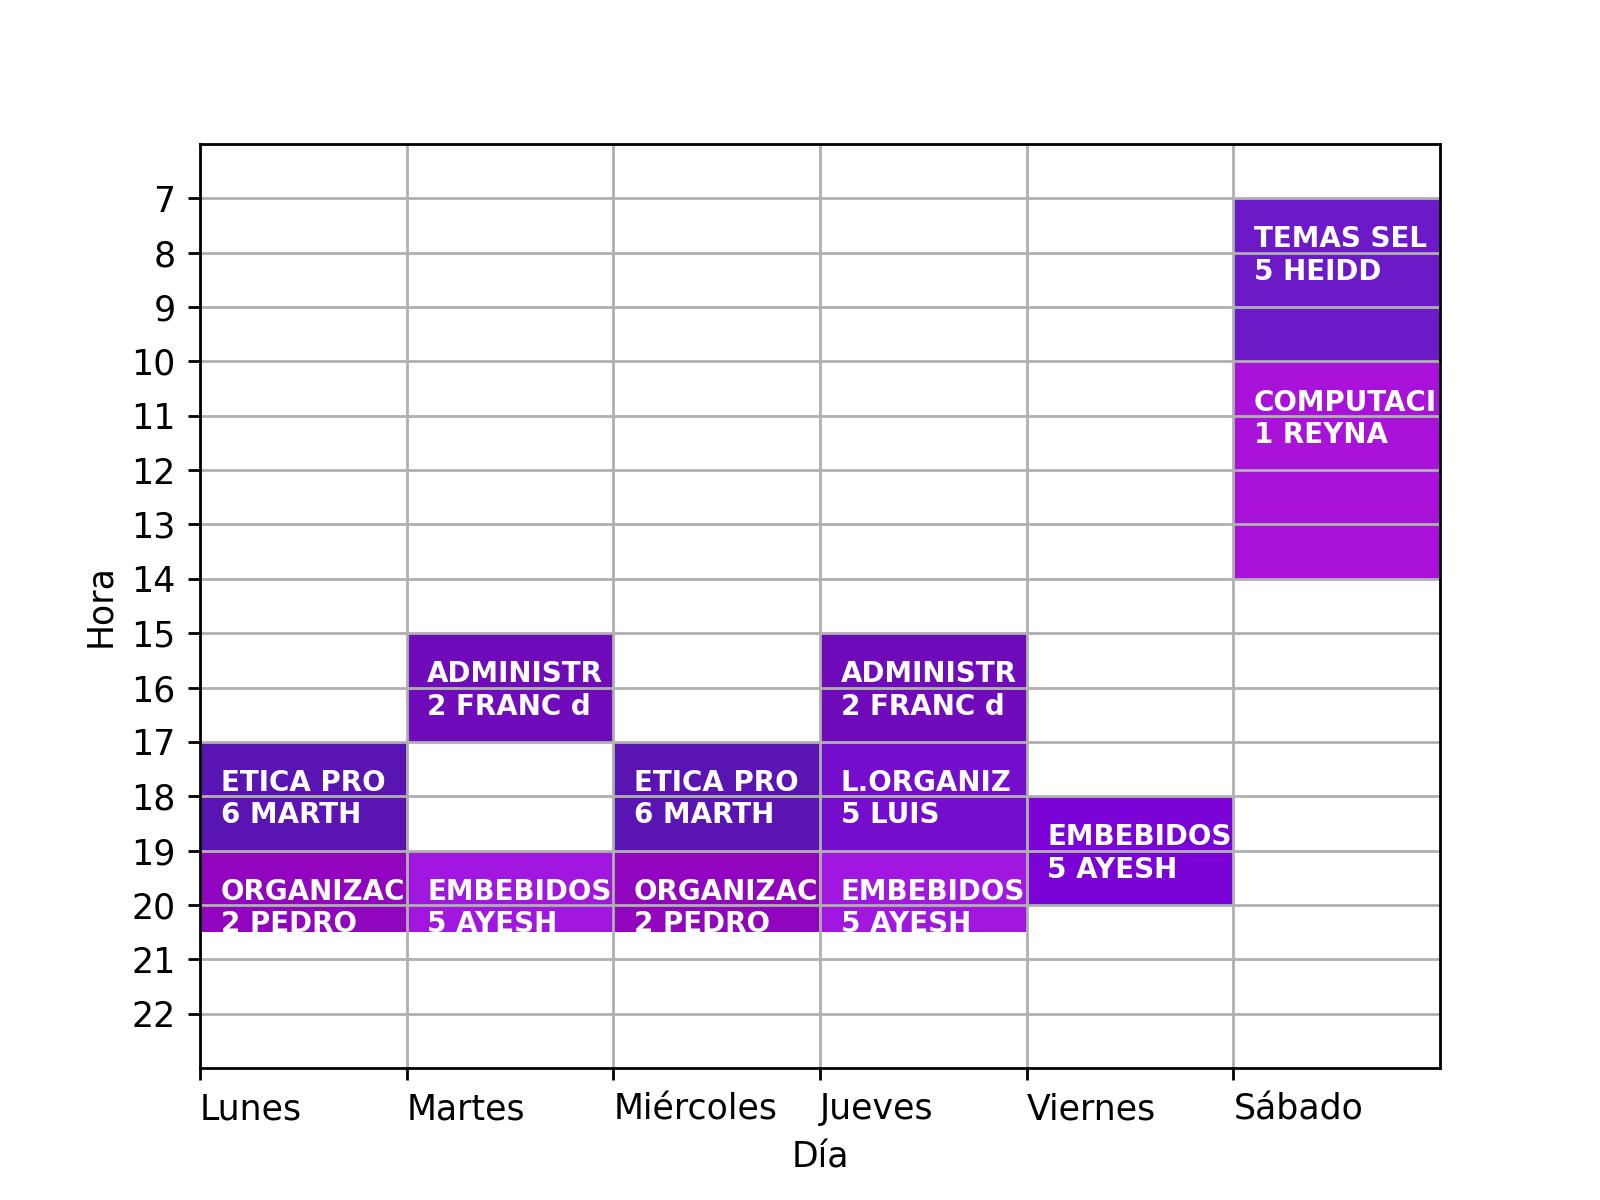 7
TEMAS SEL
8
5 HEIDD
9
10
COMPUTACI
11
1 REYNA
12
13
14
Hora
15
ADMINISTR
ADMINISTR
16
2 FRANC d
2 FRANC d
17
ETICA PRO
ETICA PRO
L.ORGANIZ
18
6 MARTH
6 MARTH
5 LUIS
EMBEBIDOS
19
5 AYESH
ORGANIZAC
EMBEBIDOS
ORGANIZAC
EMBEBIDOS
20
2 PEDRO
5 AYESH
2 PEDRO
5 AYESH
21
22
Lunes
Martes
Miércoles
Jueves
Viernes
Sábado
Día